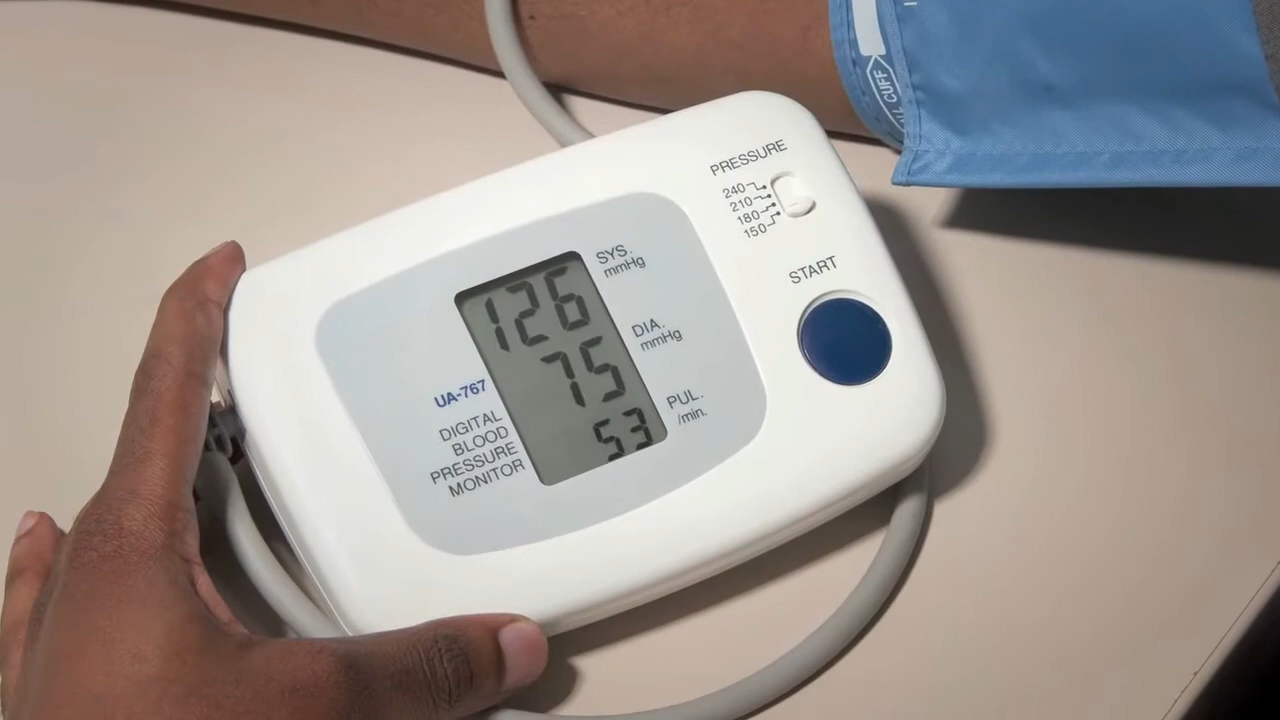 PRESSURE
240
210
180
150
START
SYS.
mmHg
126
DIA.
mmHg
75
PUL.
/min.
53
UA-767
DIGITAL
BLOOD
PRESSURE
MONITOR
CUFF